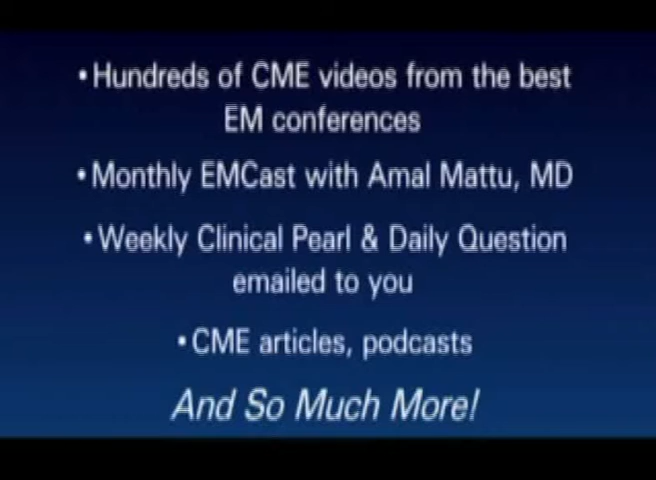 •Hundreds of CME videos from the best
EM conferences
•Monthly EMCast with Amal Mattu, MD
•Weekly Clinical Pearl & Daily Question
emailed to you
•CME articles, podcasts
And So Much More!